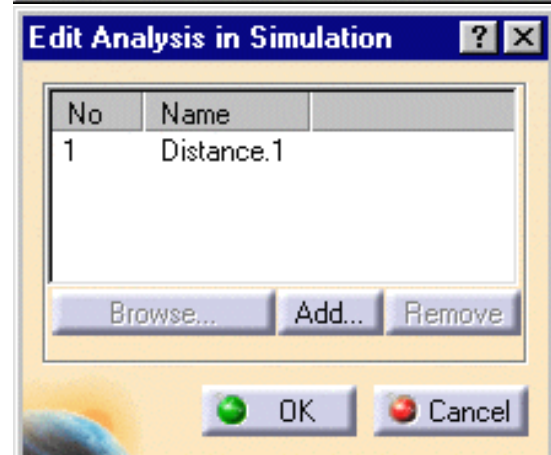 Edit Analysis in Simulation ? ×
No Name
1 Distance.1
Browse... Add... Remove
OK Cancel